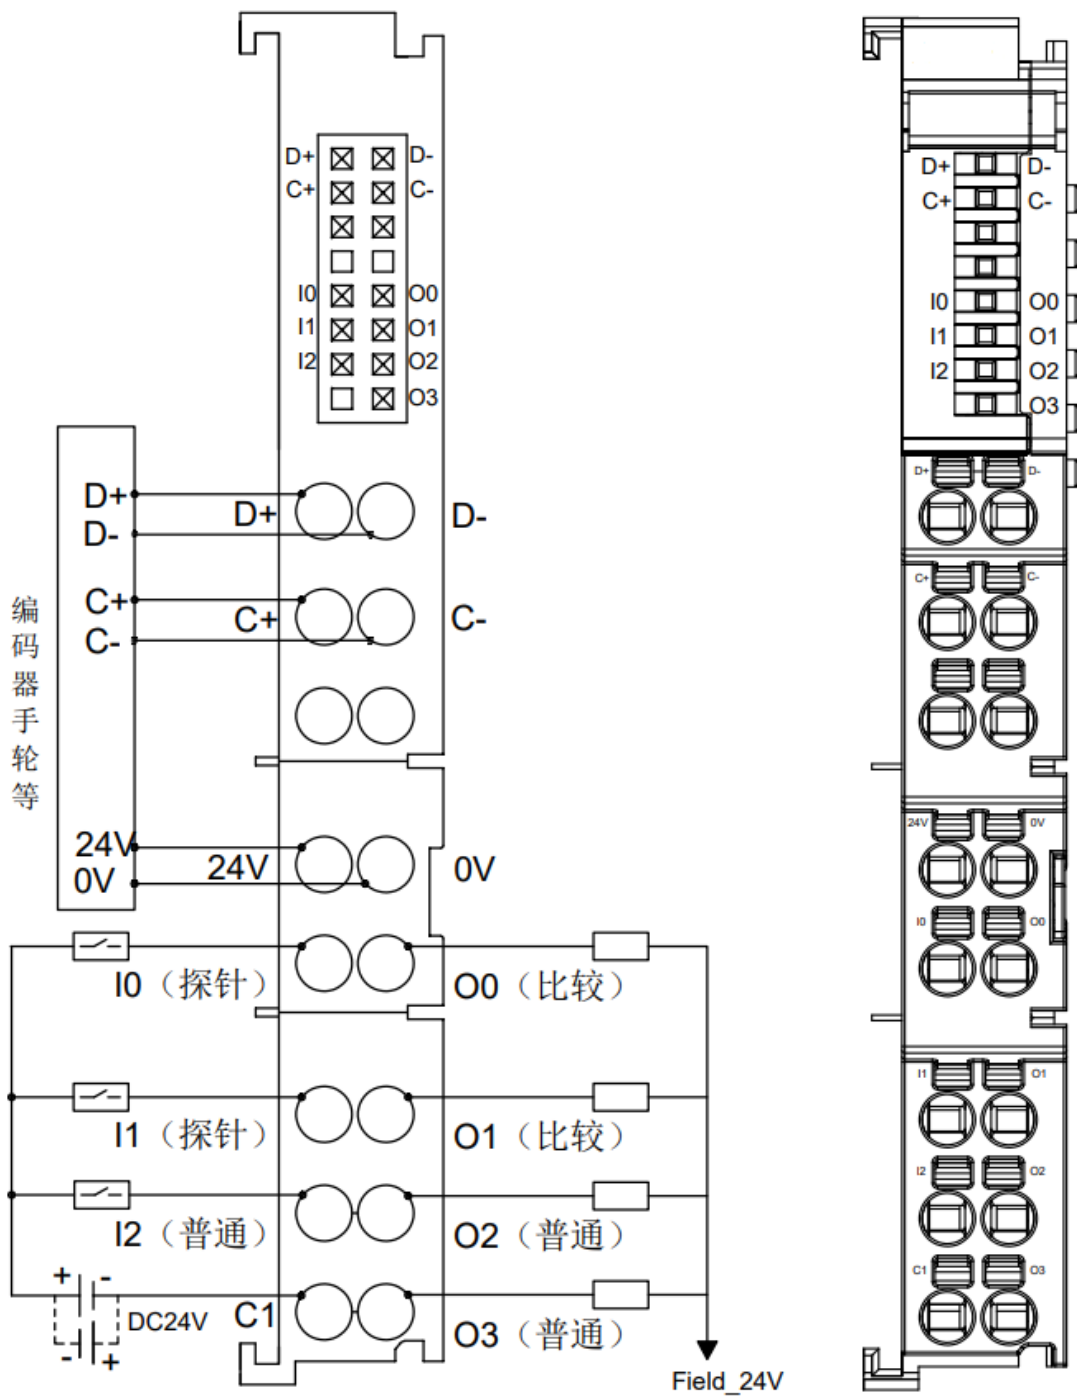 D+ D-
C+ C-
I0 O0
I1 O1
I2 O2
O3
D+
D-
D+ D-
C+
C-
C+ C-
编码器手轮等
24V
0V
24V 0V
I0（探针） O0（比较）
I1（探针） O1（比较）
I2（普通） O2（普通）
+ -
DC24V
- +
C1 O3（普通）
Field_24V
D+ D-
C+ C-
I0 O0
I1 O1
I2 O2
O3
D+ D-
C+ C-
24V 0V
I0 O0
I1 O1
I2 O2
C1 O3